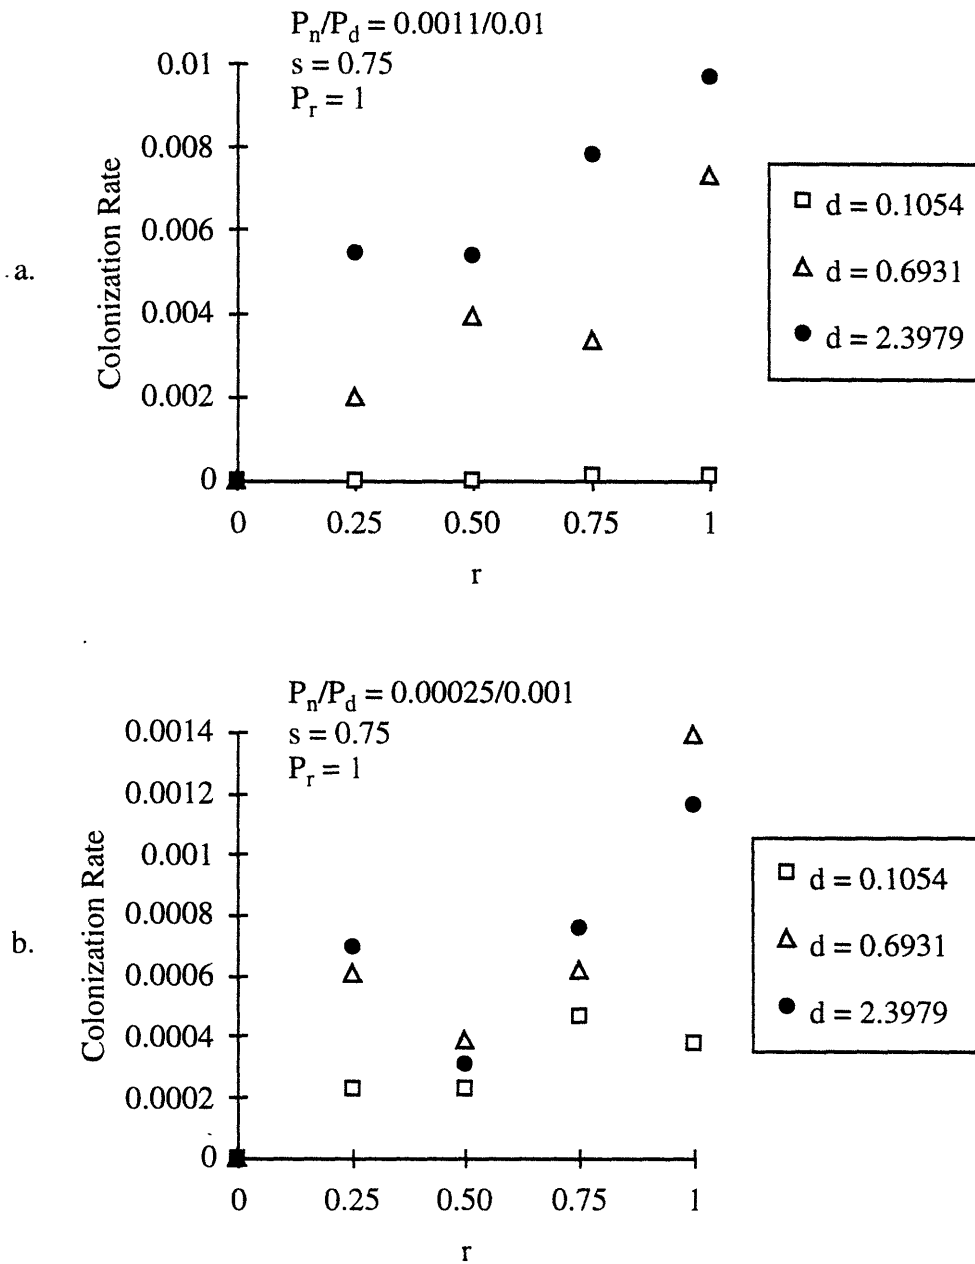 Pn/Pd = 0.0011/0.01
s = 0.75
Pr = 1
0.01
0.008
0.006
0.004
0.002
0
Colonization Rate
a.
0 0.25 0.50 0.75 1
r
d = 0.1054
d = 0.6931
d = 2.3979
Pn/Pd = 0.00025/0.001
s = 0.75
Pr = 1
0.0014
0.0012
0.001
0.0008
0.0006
0.0004
0.0002
0
Colonization Rate
b.
0 0.25 0.50 0.75 1
r
d = 0.1054
d = 0.6931
d = 2.3979